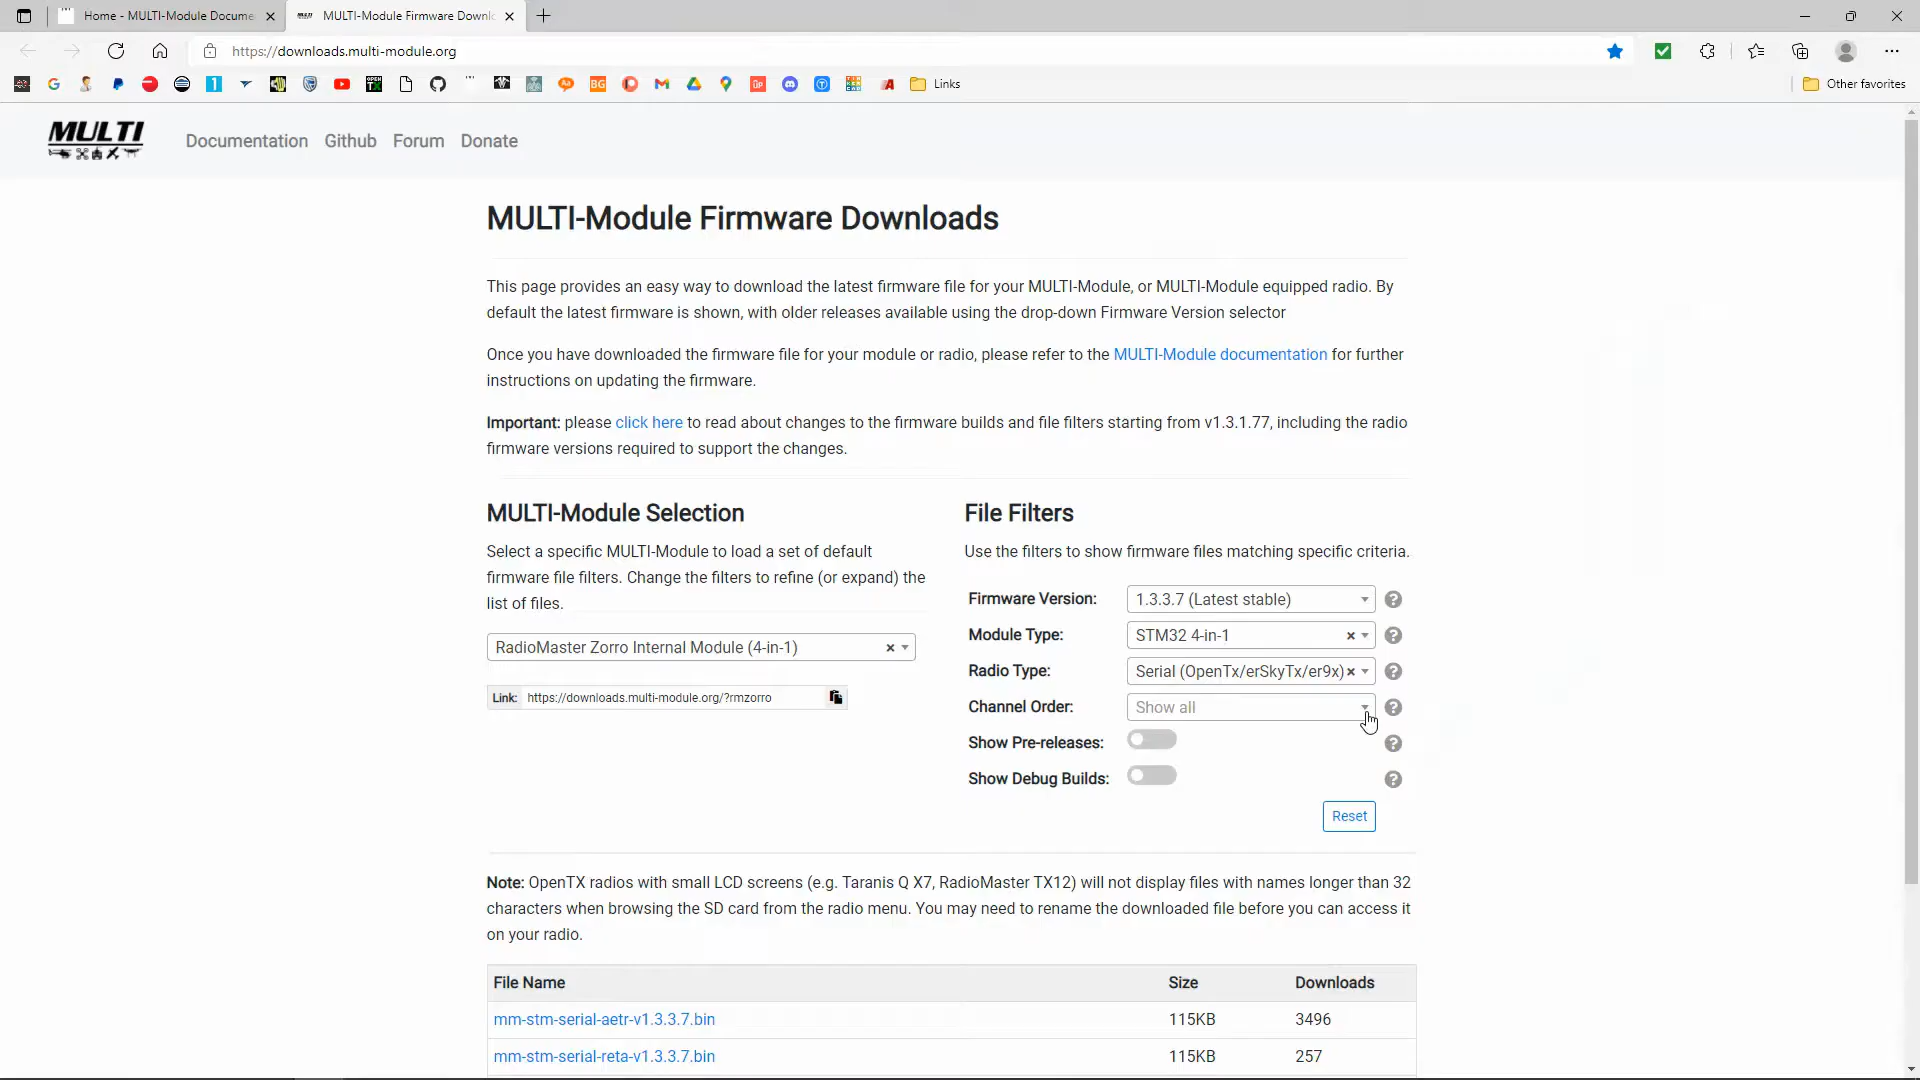 Home - MULTI-Module Docume
MULTI-Module Firmware Downl
https://downloads.multi-module.org
Links
Other favorites
MULTI
Documentation
Github
Forum
Donate
MULTI-Module Firmware Downloads
This page provides an easy way to download the latest firmware file for your MULTI-Module, or MULTI-Module equipped radio. By
default the latest firmware is shown, with older releases available using the drop-down Firmware Version selector
Once you have downloaded the firmware file for your module or radio, please refer to the MULTI-Module documentation for further
instructions on updating the firmware.
Important: please click here to read about changes to the firmware builds and file filters starting from v1.3.1.77, including the radio
firmware versions required to support the changes.
MULTI-Module Selection
Select a specific MULTI-Module to load a set of default
firmware file filters. Change the filters to refine (or expand) the
list of files.
RadioMaster Zorro Internal Module (4-in-1)
Link: https://downloads.multi-module.org/?rmzorro
File Filters
Use the filters to show firmware files matching specific criteria.
Firmware Version: 1.3.3.7 (Latest stable)
Module Type: STM32 4-in-1
Radio Type: Serial (OpenTx/erSkyTx/er9x)
Channel Order: Show all
Show Pre-releases:
Show Debug Builds:
Reset
Note: OpenTX radios with small LCD screens (e.g. Taranis Q X7, RadioMaster TX12) will not display files with names longer than 32
characters when browsing the SD card from the radio menu. You may need to rename the downloaded file before you can access it
on your radio.
File Name Size Downloads
mm-stm-serial-aetr-v1.3.3.7.bin 115KB 3496
mm-stm-serial-reta-v1.3.3.7.bin 115KB 257